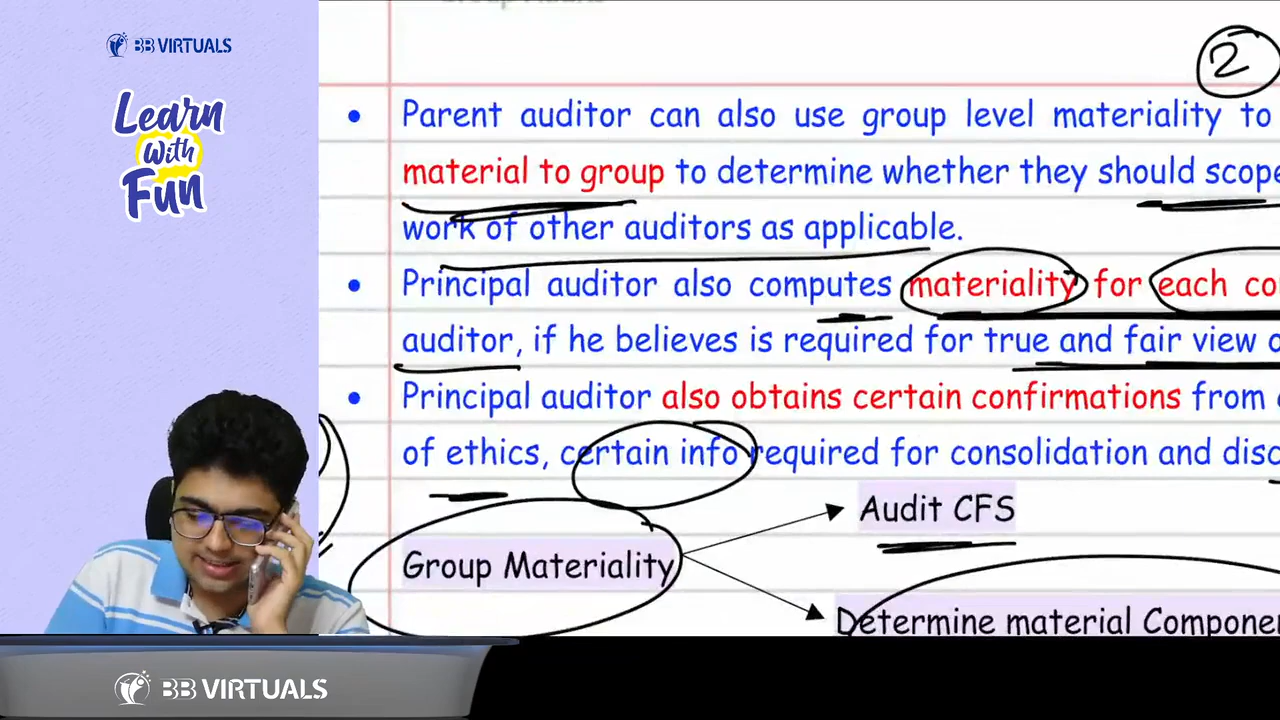 BB VIRTUALS
Learn
With
Fun
2
Parent auditor can also use group level materiality to
material to group to determine whether they should scope
work of other auditors as applicable.
Principal auditor also computes materiality for each
auditor, if he believes is required for true and fair view
Principal auditor also obtains certain confirmations from
of ethics, certain info required for consolidation and
Audit CFS
Group Materiality
Determine material
BB VIRTUALS